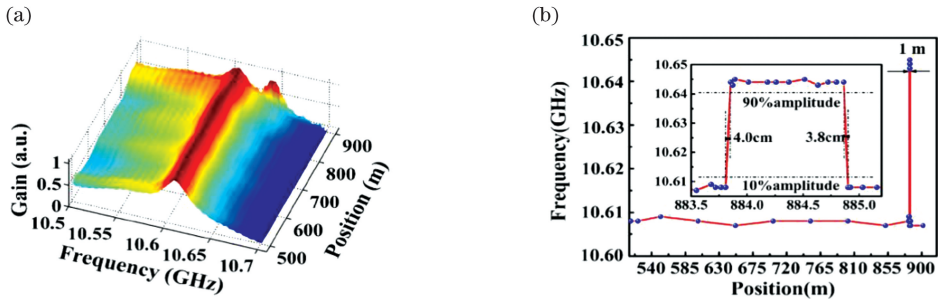 (a)
Gain (a.u.)
1
0.5
0
10.5
10.55
10.6
10.65
10.7
Frequency (GHz)
500
600
700
800
900
Position (m)
(b)
Frequency(GHz)
10.65
10.64
10.63
10.62
10.61
10.60
1 m
10.65
10.64
10.63
10.62
10.61
90%amplitude
4.0cm
3.8cm
10%amplitude
883.5
884.0
884.5
885.0
540 585 630 675 720 765 810 855 900
Position(m)